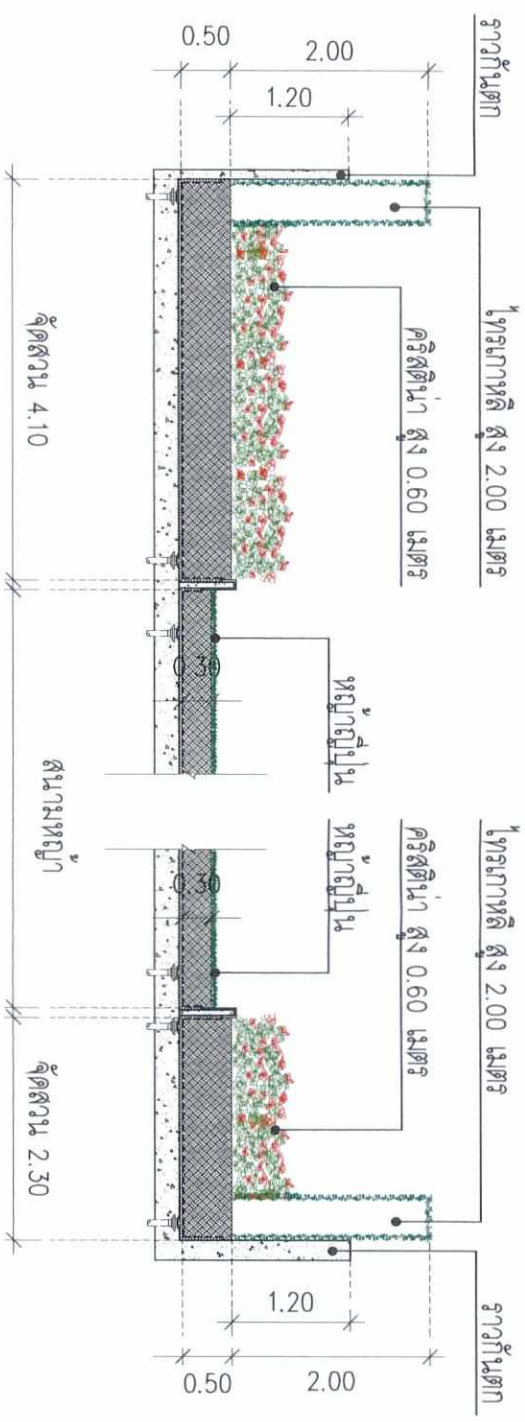 ราวกันตก
ไทรเกาหลี สูง 2.00 เมตร
คริสติน่า สูง 0.60 เมตร
หญ้าญี่ปุ่น
หญ้าญี่ปุ่น
คริสติน่า สูง 0.60 เมตร
ไทรเกาหลี สูง 2.00 เมตร
ราวกันตก
0.50
2.00
1.20
0.30
0.30
1.20
0.50
2.00
จัดสวน 4.10
สนามหญ้า
จัดสวน 2.30